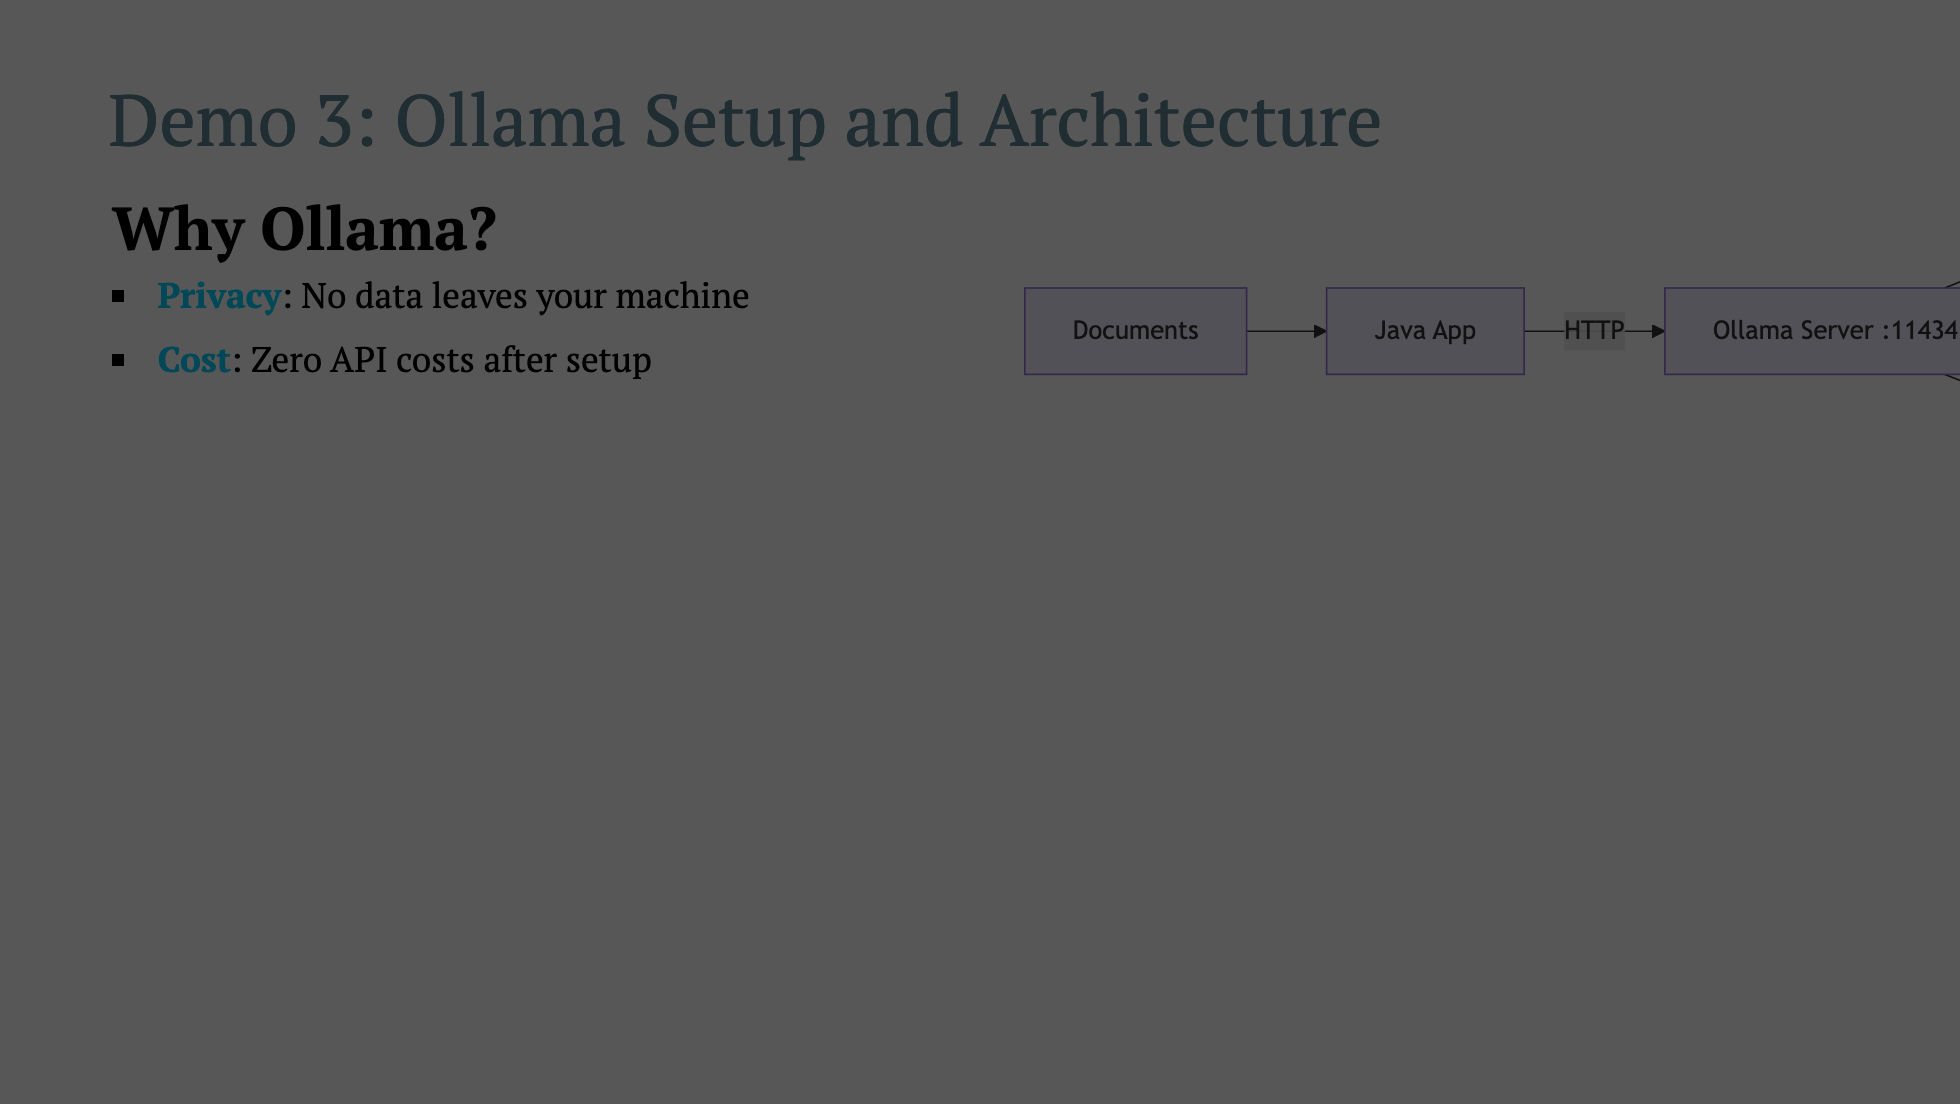 Demo 3: Ollama Setup and Architecture
Why Ollama?
Privacy: No data leaves your machine
Cost: Zero API costs after setup
Documents
Java App
HTTP
Ollama Server :11434